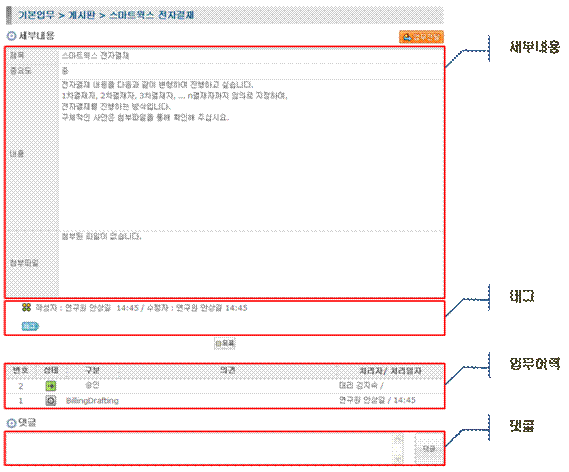 기본업무 > 게시판 > 스마트웍스 전자결재
세부내용
업무전달
세부내용
제목 스마트웍스 전자결재
중요도 중
내용
전자결재 내용을 다음과 같이 변형하여 진행하고 싶습니다.
1차결재자, 2차결재자, 3차결재자, ... n결재자까지 임의로 지정하여,
전자결재를 진행하는 방식입니다.
구체적인 사안은 첨부파일을 통해 확인해 주십시요.
첨부파일 첨부된 파일이 없습니다.
작성자 : 연구원 안상길 14:45 / 수정자 : 연구원 안상길 14:45
태그
태그
목록
업무이력
번호 상태 구분 의견 처리자/ 처리일자
2 승인 대리 김지숙 /
1 BillingDrafting 연구원 안상길 / 14:45
댓글
댓글
댓글